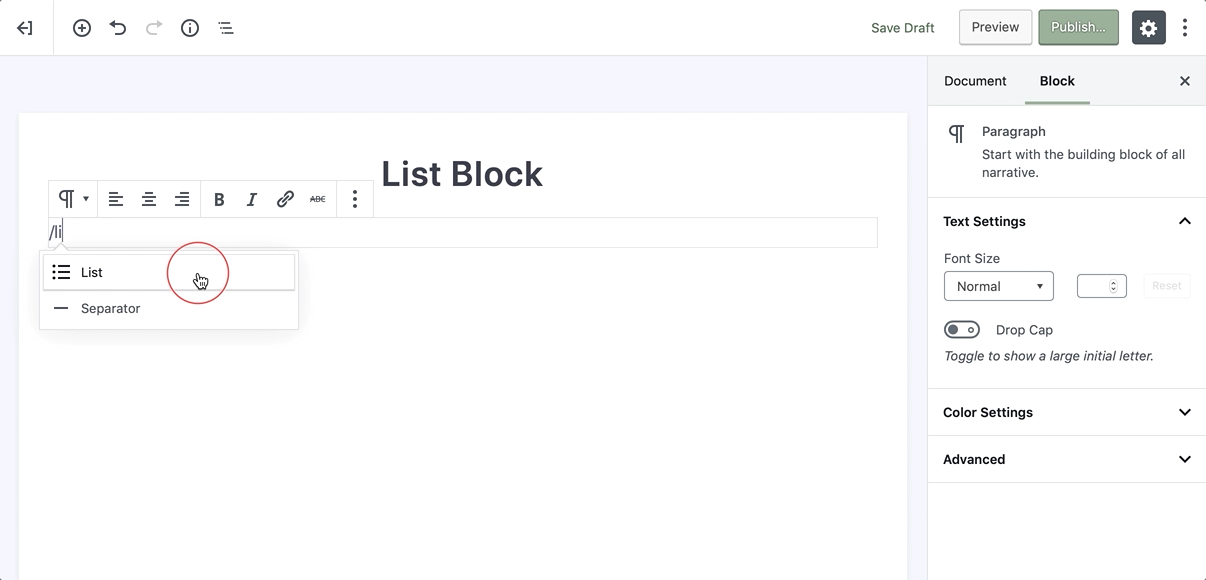 Save Draft Preview Publish...
Document Block
Paragraph
Start with the building block of all
narrative.
List Block
B I ABC
/li
List
Separator
Text Settings
Font Size
Normal Reset
Drop Cap
Toggle to show a large initial letter.
Color Settings
Advanced